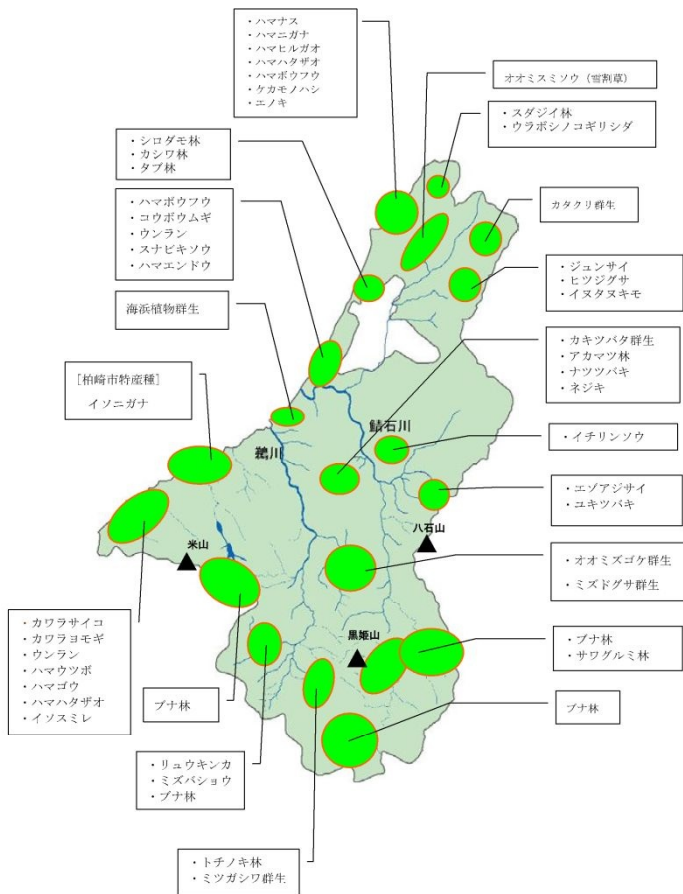 ・ハマナス
・ハマニガナ
・ハマヒルガオ
・ハマハタザオ
・ハマボウフウ
・ケカモノハシ
・エノキ
オオミスミソウ（雪割草）
・スダジイ林
・ウラボシノコギリシダ
・シロダモ林
・カシワ林
・タブ林
カタクリ群生
・ハマボウフウ
・コウボウムギ
・ウンラン
・スナビキソウ
・ハマエンドウ
・ジュンサイ
・ヒツジグサ
・イヌタヌキモ
海浜植物群生
・カキツバタ群生
・アカマツ林
・ナツツバキ
・ネジキ
［柏崎市特産種］
イソニガナ
鯖石川
鵜川
・イチリンソウ
・エゾアジサイ
・ユキツバキ
八石山
米山
・オオミズゴケ群生
・ミズドグサ群生
・カワラサイコ
・カワラヨモギ
・ウンラン
・ハマウツボ
・ハマゴウ
・ハマハタザオ
・イソスミレ
黒姫山
・ブナ林
・サワグルミ林
ブナ林
ブナ林
・リュウキンカ
・ミズバショウ
・ブナ林
・トチノキ林
・ミツガシワ群生